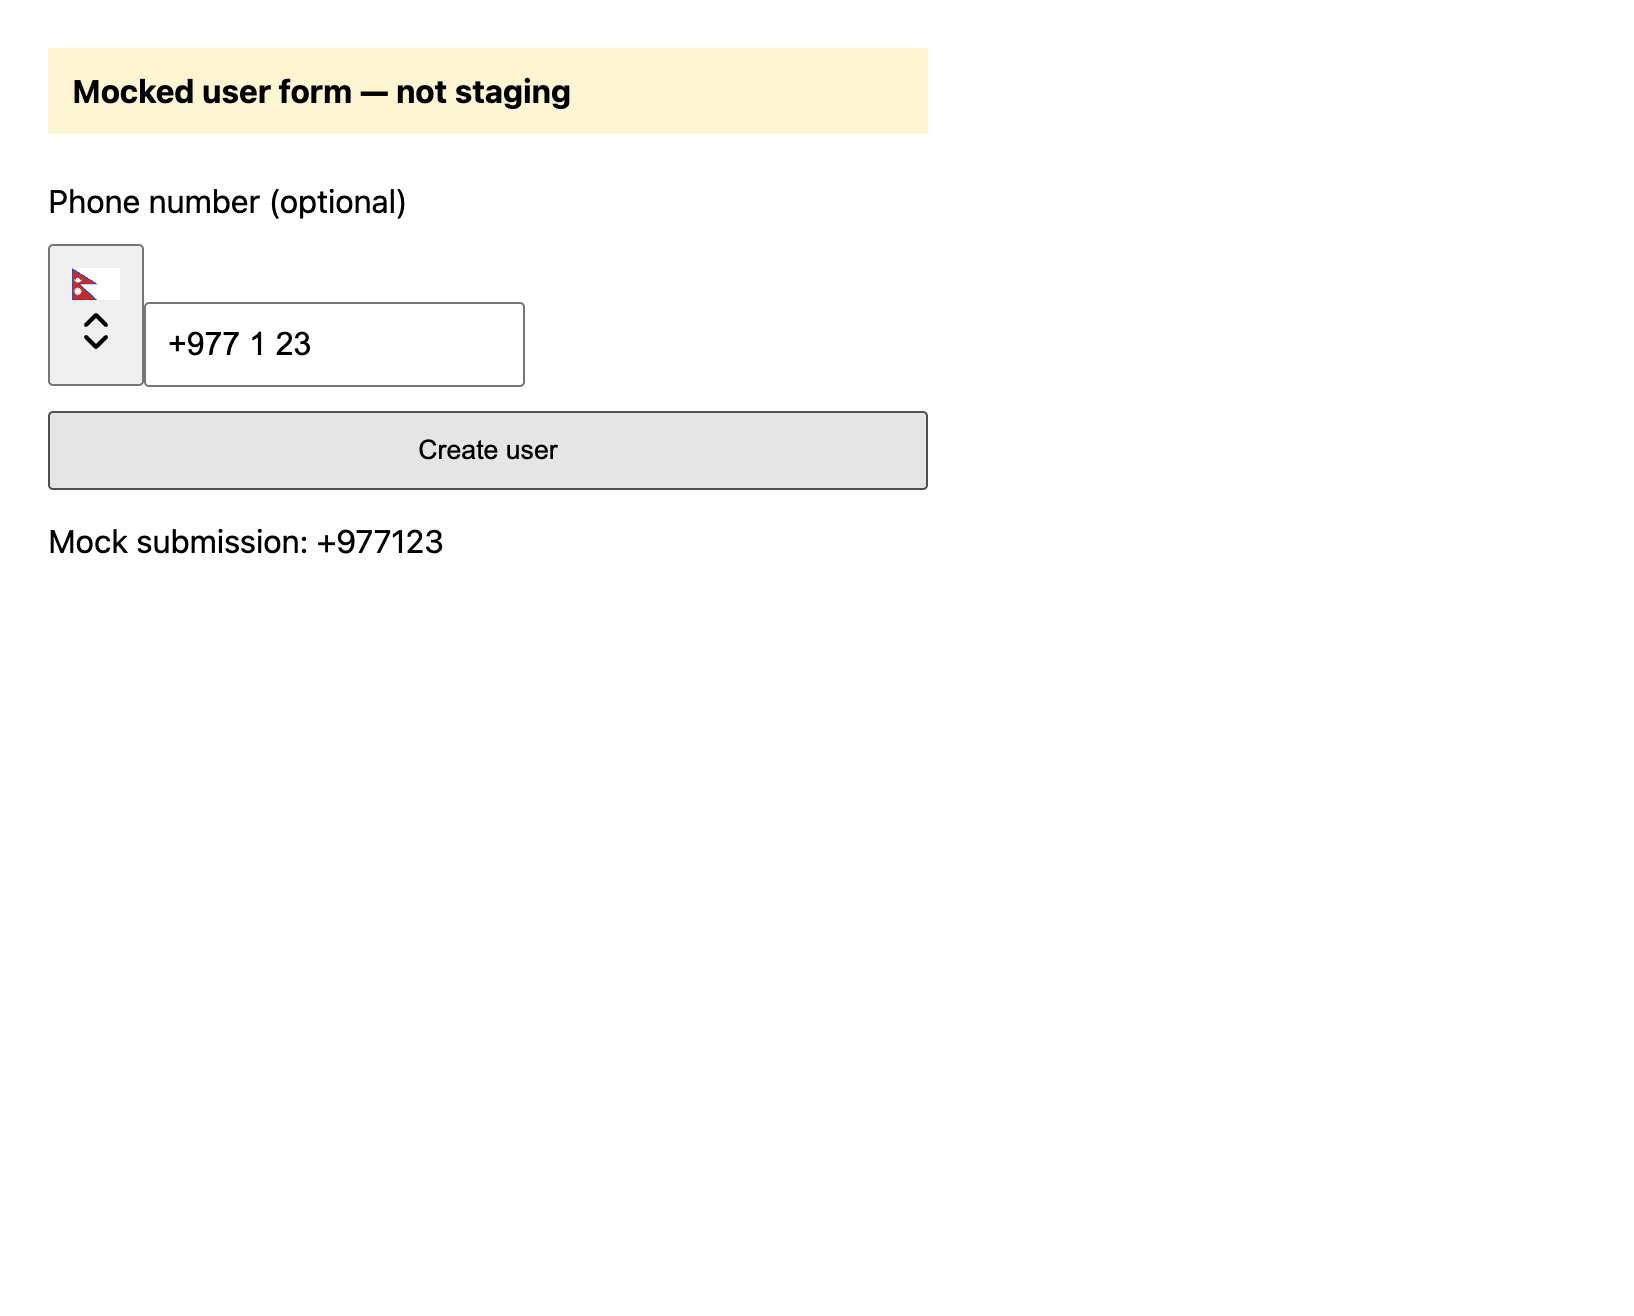 Mocked user form — not staging
Phone number (optional)
+977 1 23
Create user
Mock submission: +977123